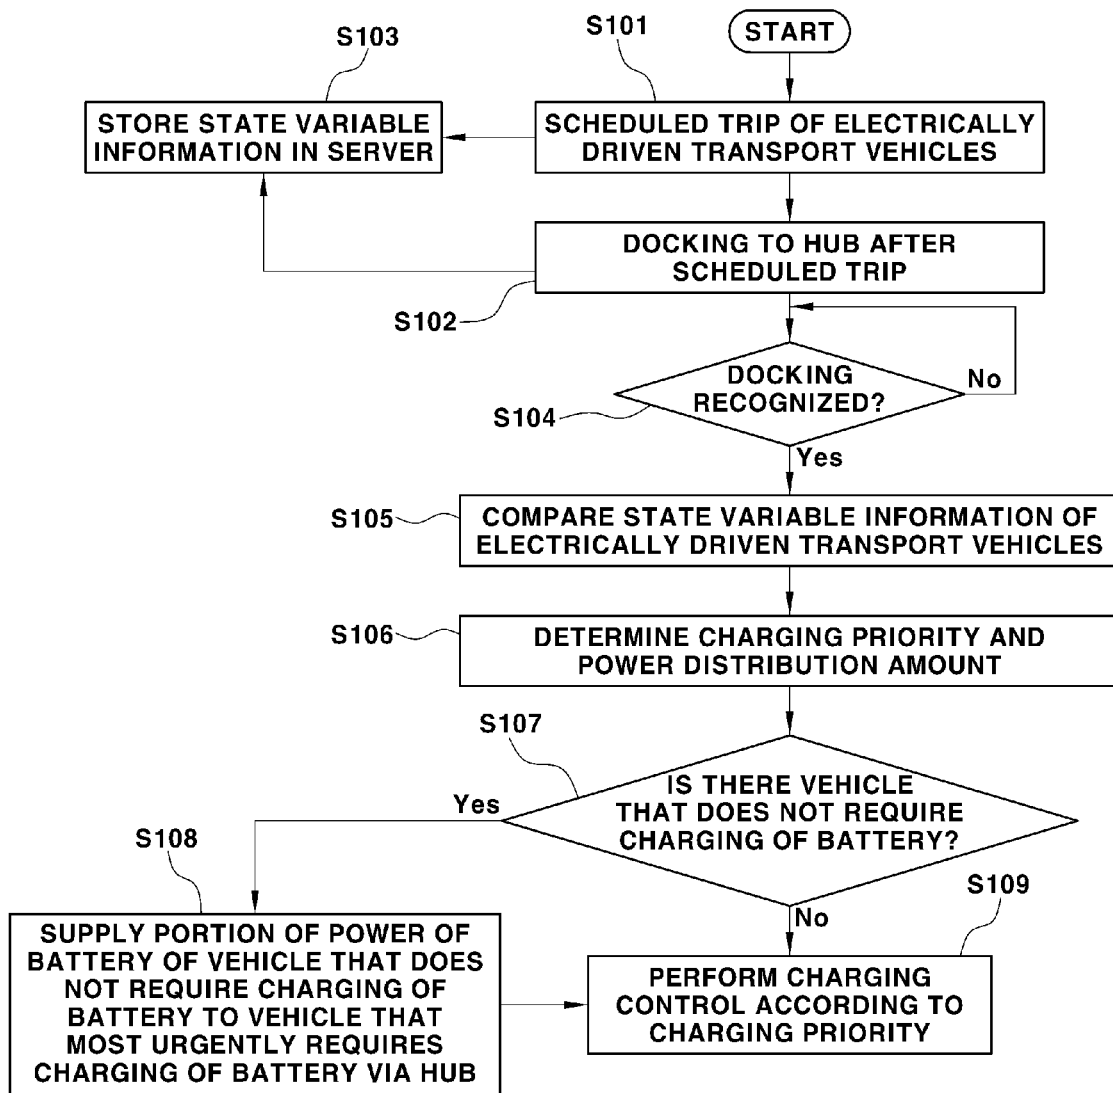 START
S101
SCHEDULED TRIP OF ELECTRICALLY
DRIVEN TRANSPORT VEHICLES
S103
STORE STATE VARIABLE
INFORMATION IN SERVER
DOCKING TO HUB AFTER
SCHEDULED TRIP
S102
DOCKING
RECOGNIZED?
No
S104
Yes
S105
COMPARE STATE VARIABLE INFORMATION OF
ELECTRICALLY DRIVEN TRANSPORT VEHICLES
S106
DETERMINE CHARGING PRIORITY AND
POWER DISTRIBUTION AMOUNT
S107
IS THERE VEHICLE
THAT DOES NOT REQUIRE
CHARGING OF BATTERY?
Yes
No
S108
SUPPLY PORTION OF POWER OF
BATTERY OF VEHICLE THAT DOES
NOT REQUIRE CHARGING OF
BATTERY TO VEHICLE THAT
MOST URGENTLY REQUIRES
CHARGING OF BATTERY VIA HUB
S109
PERFORM CHARGING
CONTROL ACCORDING TO
CHARGING PRIORITY